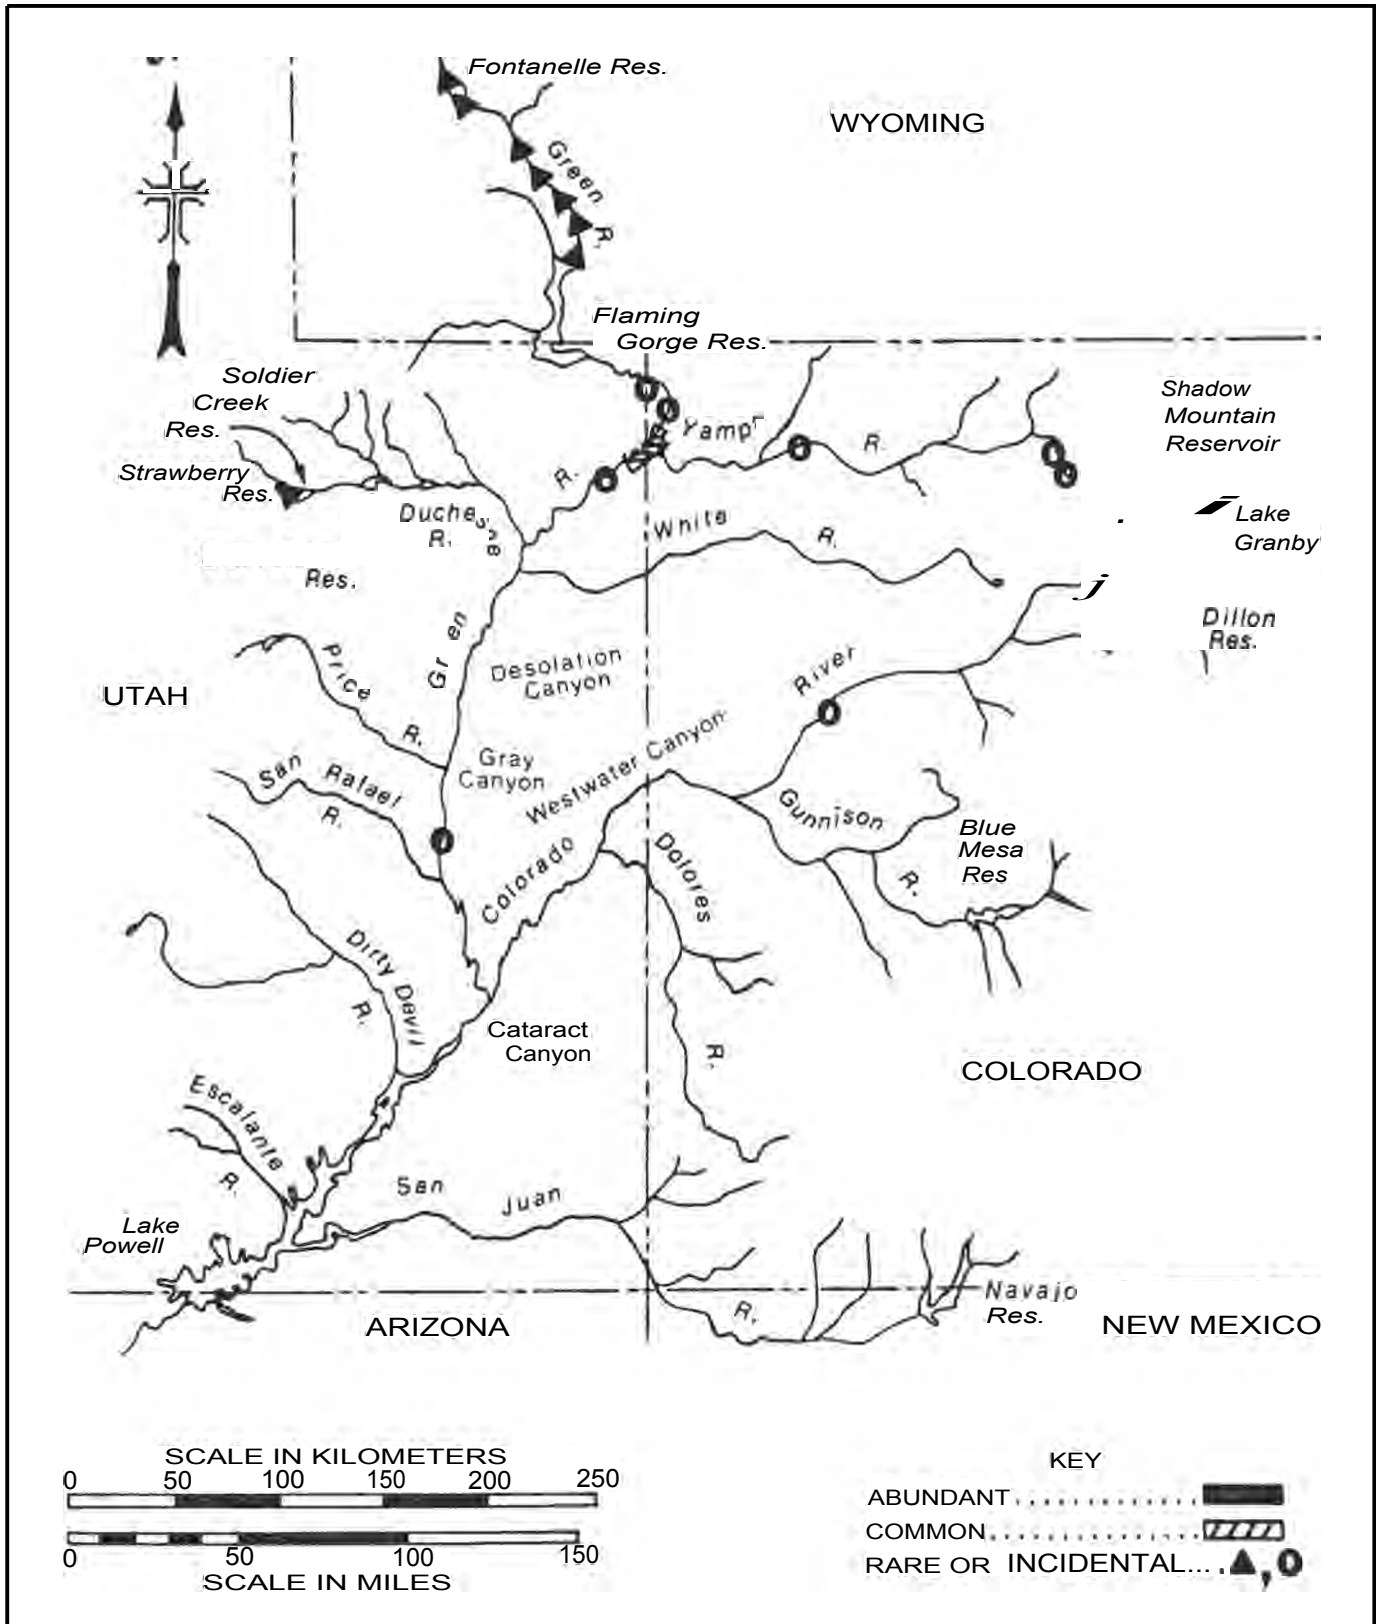 Fontanelle Res.
WYOMING
Green
R.
Flaming
Gorge Res.
Soldier
Creek
Res.
Strawberry
Res.
Shadow
Mountain
Reservoir
R.
R.
Lake
Granby
White
R.
R.
Res.
Dillon
Res.
Desolation
Canyon
River
UTAH
Price
R.
Gray
Canyon
Westwater Canyon
San Rafael
R.
Gunnison
Blue
Mesa
Res
R.
Colorado
Dolores
R.
Dirty Devil
R.
Cataract
Canyon
COLORADO
Escalante
R.
San Juan
Lake
Powell
Navajo
Res.
R.
ARIZONA
NEW MEXICO
SCALE IN KILOMETERS
0 50 100 150 200 250
0 50 100 150
SCALE IN MILES
KEY
ABUNDANT
COMMON
RARE OR INCIDENTAL... . ,